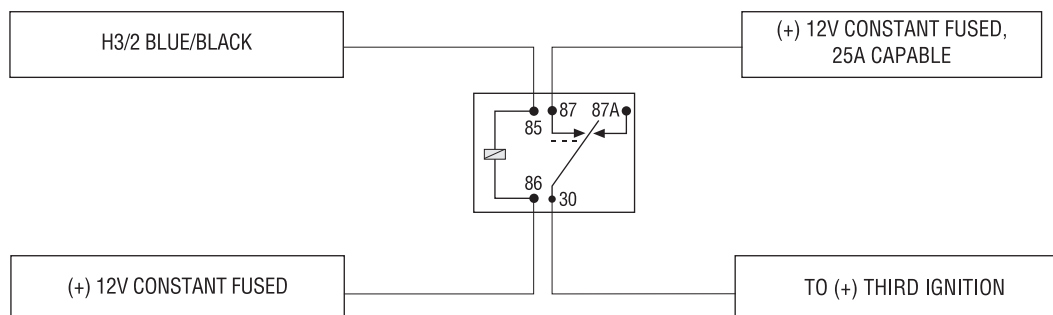 H3/2 BLUE/BLACK
(+) 12V CONSTANT FUSED,
25A CAPABLE
87
87A
85
86
30
(+) 12V CONSTANT FUSED
TO (+) THIRD IGNITION